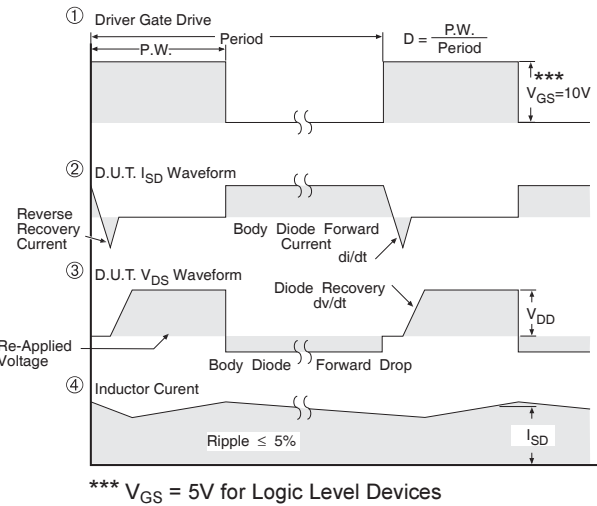 ① Driver Gate Drive
P.W.
Period
D = P.W.
Period
***
VGS=10V
② D.U.T. ISD Waveform
Reverse
Recovery
Current
Body Diode Forward
Current
di/dt
③ D.U.T. VDS Waveform
Diode Recovery
dv/dt
VDD
Re-Applied
Voltage
Body Diode Forward Drop
④ Inductor Curent
Ripple ≤ 5%
ISD
*** VGS = 5V for Logic Level Devices